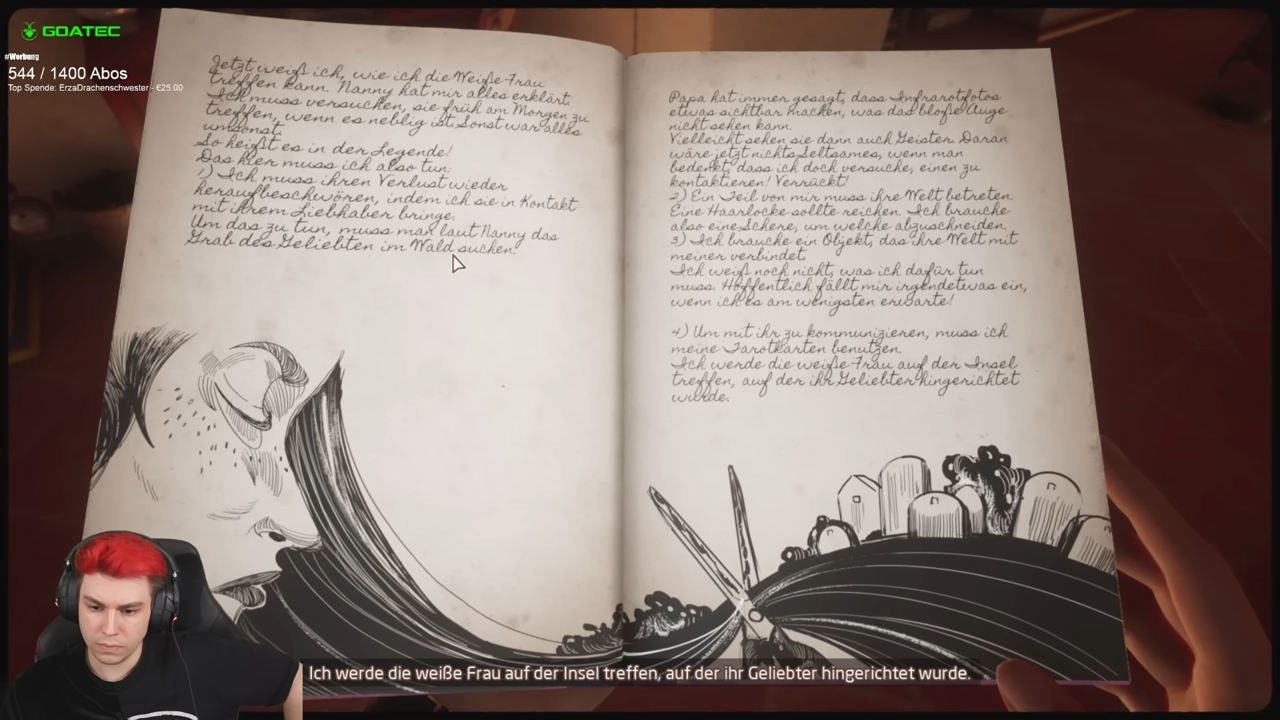 GOATEC
#Werbung
544 / 1400 Abos
Top Spende: ErzaDrachenschwester - €25.00
Jetzt weiß ich, wie ich die Weiße Frau
treffen kann. Nanny hat mir alles erklärt.
Ich muss versuchen, sie früh am Morgen zu
treffen, wenn es neblig ist. Sonst war alles
umsonst.
So heißt es in der Legende!
Das hier muss ich also tun:
1) Ich muss ihren Verlust wieder
heraufbeschwören, indem ich sie in Kontakt
mit ihrem Liebhaber bringe.
Um das zu tun, muss man laut Nanny das
Grab des Geliebten im Wald suchen.
Papa hat immer gesagt, dass Infrarotfotos
etwas sichtbar machen, was das bloße Auge
nicht sehen kann.
Vielleicht sehen sie dann auch Geister. Daran
wäre jetzt nichts Seltsames, wenn man
bedenkt, dass ich doch versuche, einen zu
kontaktieren! Verrückt!
2) Ein Teil von mir muss ihre Welt betreten.
Eine Haarlocke sollte reichen. Ich brauche
also eine Schere, um welche abzuschneiden.
3) Ich brauche ein Objekt, das ihre Welt mit
meiner verbindet.
Ich weiß noch nicht, was ich dafür tun
muss. Hoffentlich fällt mir irgendetwas ein,
wenn ich es am wenigsten erwarte!
4) Um mit ihr zu kommunizieren, muss ich
meine Tarotkarten benutzen.
Ich werde die weiße Frau auf der Insel
treffen, auf der ihr Geliebter hingerichtet
wurde.
Ich werde die weiße Frau auf der Insel treffen, auf der ihr Geliebter hingerichtet wurde.